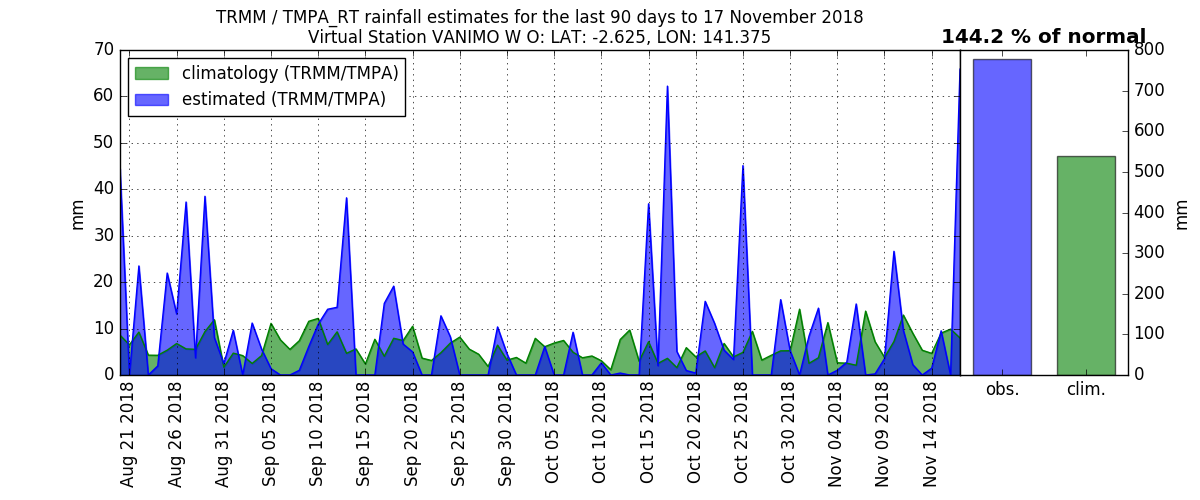 TRMM / TMPA_RT rainfall estimates for the last 90 days to 17 November 2018
Virtual Station VANIMO W O: LAT: -2.625, LON: 141.375
144.2 % of normal
climatology (TRMM/TMPA)
estimated (TRMM/TMPA)
70
60
50
40
30
20
10
0
mm
Aug 21 2018
Aug 26 2018
Aug 31 2018
Sep 05 2018
Sep 10 2018
Sep 15 2018
Sep 20 2018
Sep 25 2018
Sep 30 2018
Oct 05 2018
Oct 10 2018
Oct 15 2018
Oct 20 2018
Oct 25 2018
Oct 30 2018
Nov 04 2018
Nov 09 2018
Nov 14 2018
obs.
clim.
800
700
600
500
400
300
200
100
0
mm